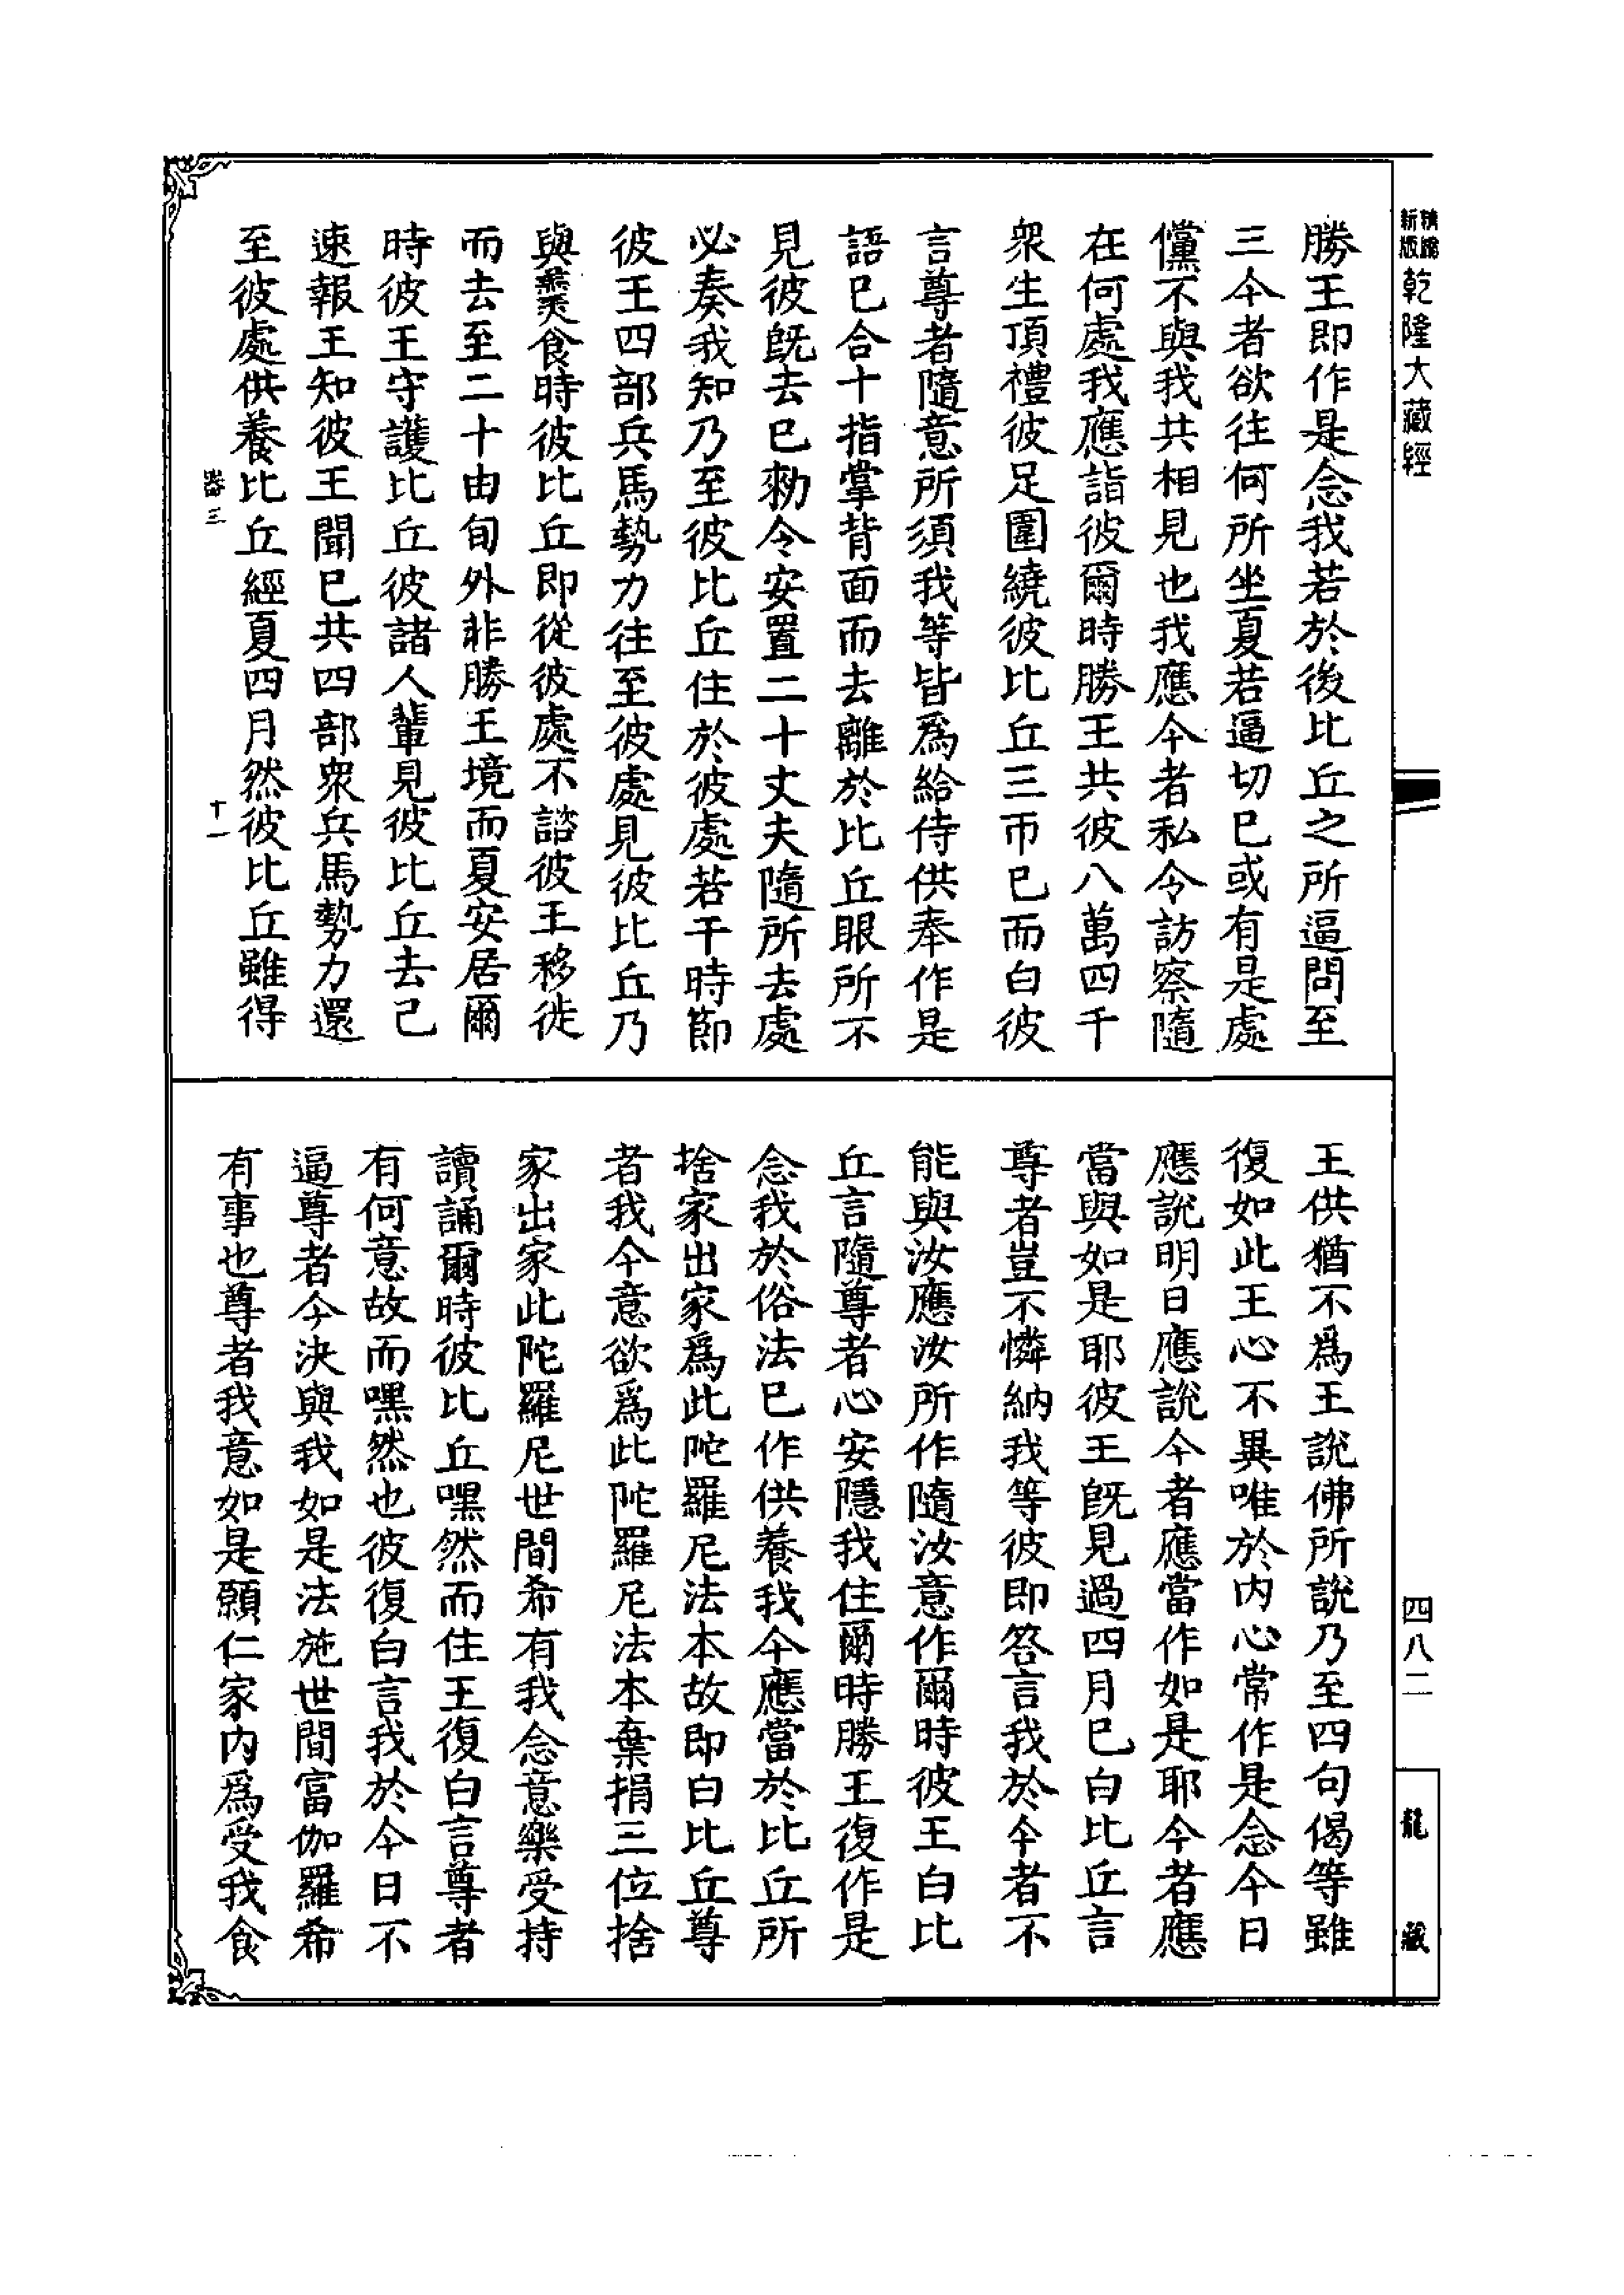 精縮新版乾隆大藏經
勝王即作是念我若於後比丘之所逼問至
三今者欲往何所坐夏若逼切已或有是處
儻不與我共相見也我應今者私令訪察隨
在何處我應詣彼爾時勝王共彼八萬四千
衆生頂禮彼足圍繞彼比丘三帀已而白彼
言尊者隨意所須我等皆爲給侍供奉作是
語已合十指掌背面而去離於比丘眼所不
見彼既去已勑令安置二十丈夫隨所去處
必奏我知乃至彼比丘住於彼處若干時節
彼王四部兵馬勢力往至彼處見彼比丘乃
與羹食時彼比丘即從彼處不諮彼王移徙
而去至二十由旬外非勝王境而夏安居爾
時彼王守護比丘彼諸人輩見彼比丘去已
速報王知彼王聞已共四部衆兵馬勢力還
至彼處供養比丘經夏四月然彼比丘雖得
器三
十一
王供猶不爲王說佛所說乃至四句偈等雖
復如此王心不異唯於内心常作是念今日
應說明日應說今者應當作如是耶今者應
當與如是耶彼王既見過四月已白比丘言
尊者豈不憐納我等彼即答言我於今者不
能與汝應汝所作隨汝意作爾時彼王白比
丘言隨尊者心安隱我住爾時勝王復作是
念我於俗法已作供養我今應當於比丘所
捨家出家爲此陀羅尼法本故即白比丘尊
者我今意欲爲此陀羅尼法本棄捐三位捨
家出家此陀羅尼世間希有我念意樂受持
讀誦爾時彼比丘嘿然而住王復白言尊者
有何意故而嘿然也彼復白言我於今日不
逼尊者今決與我如是法施世間富伽羅希
有事也尊者我意如是願仁家内爲受我食
四八二
龍藏